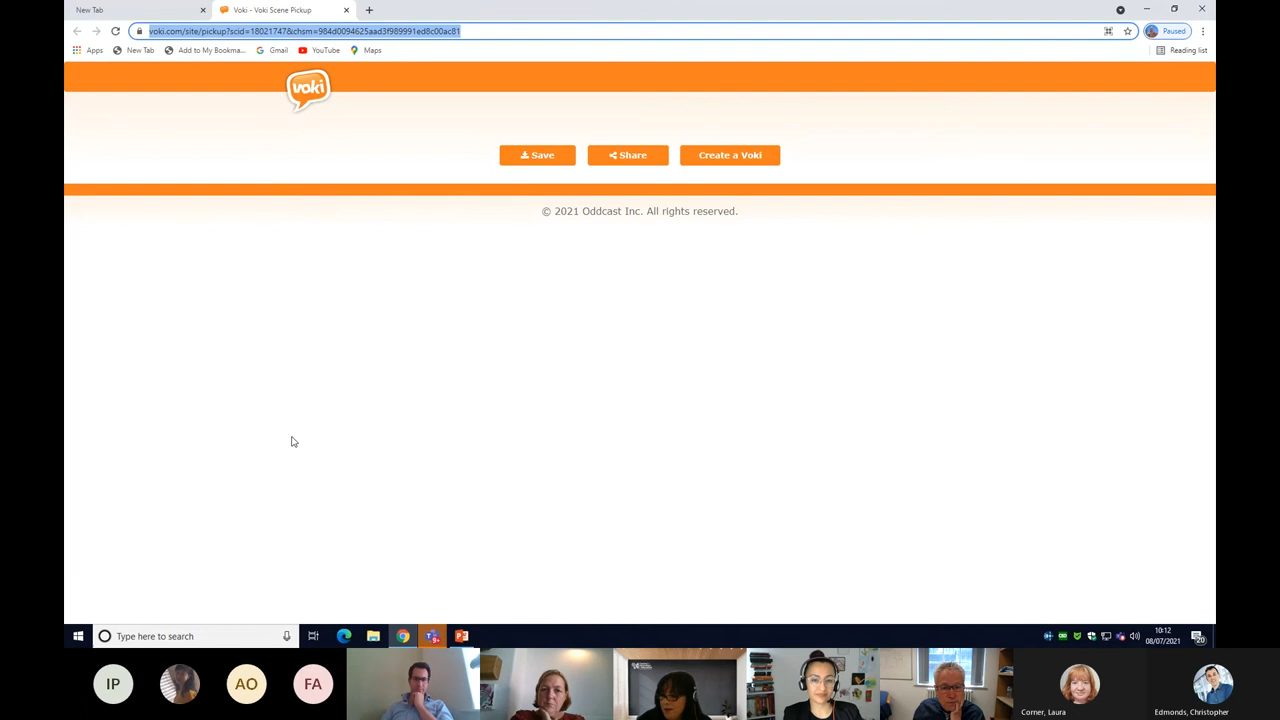 New Tab
Voki - Voki Scene Pickup
voki.com/site/pickup?scid=18021747&chsm=984d0094625aad3f989991ed8c00ac81
Paused
Apps
New Tab
Add to My Bookma...
Gmail
YouTube
Maps
Reading list
voki
Save
Share
Create a Voki
© 2021 Oddcast Inc. All rights reserved.
Type here to search
9+
10:12
08/07/2021
20
IP
AO
FA
Corner, Laura
Edmonds, Christopher